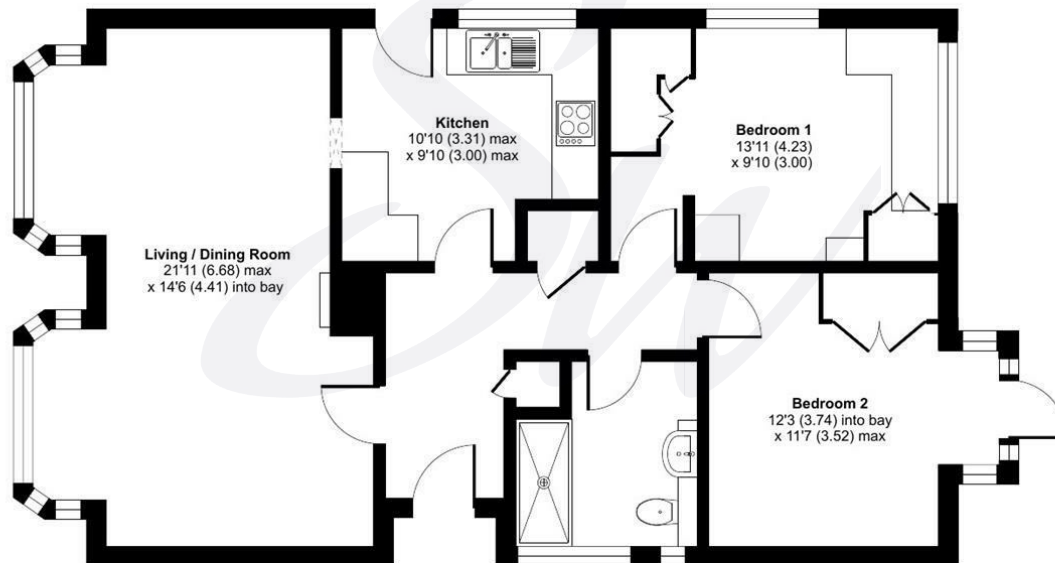 Kitchen
10'10 (3.31) max
x 9'10 (3.00) max
Bedroom 1
13'11 (4.23)
x 9'10 (3.00)
Living / Dining Room
21'11 (6.68) max
x 14'6 (4.41) into bay
Bedroom 2
12'3 (3.74) into bay
x 11'7 (3.52) max
Sw